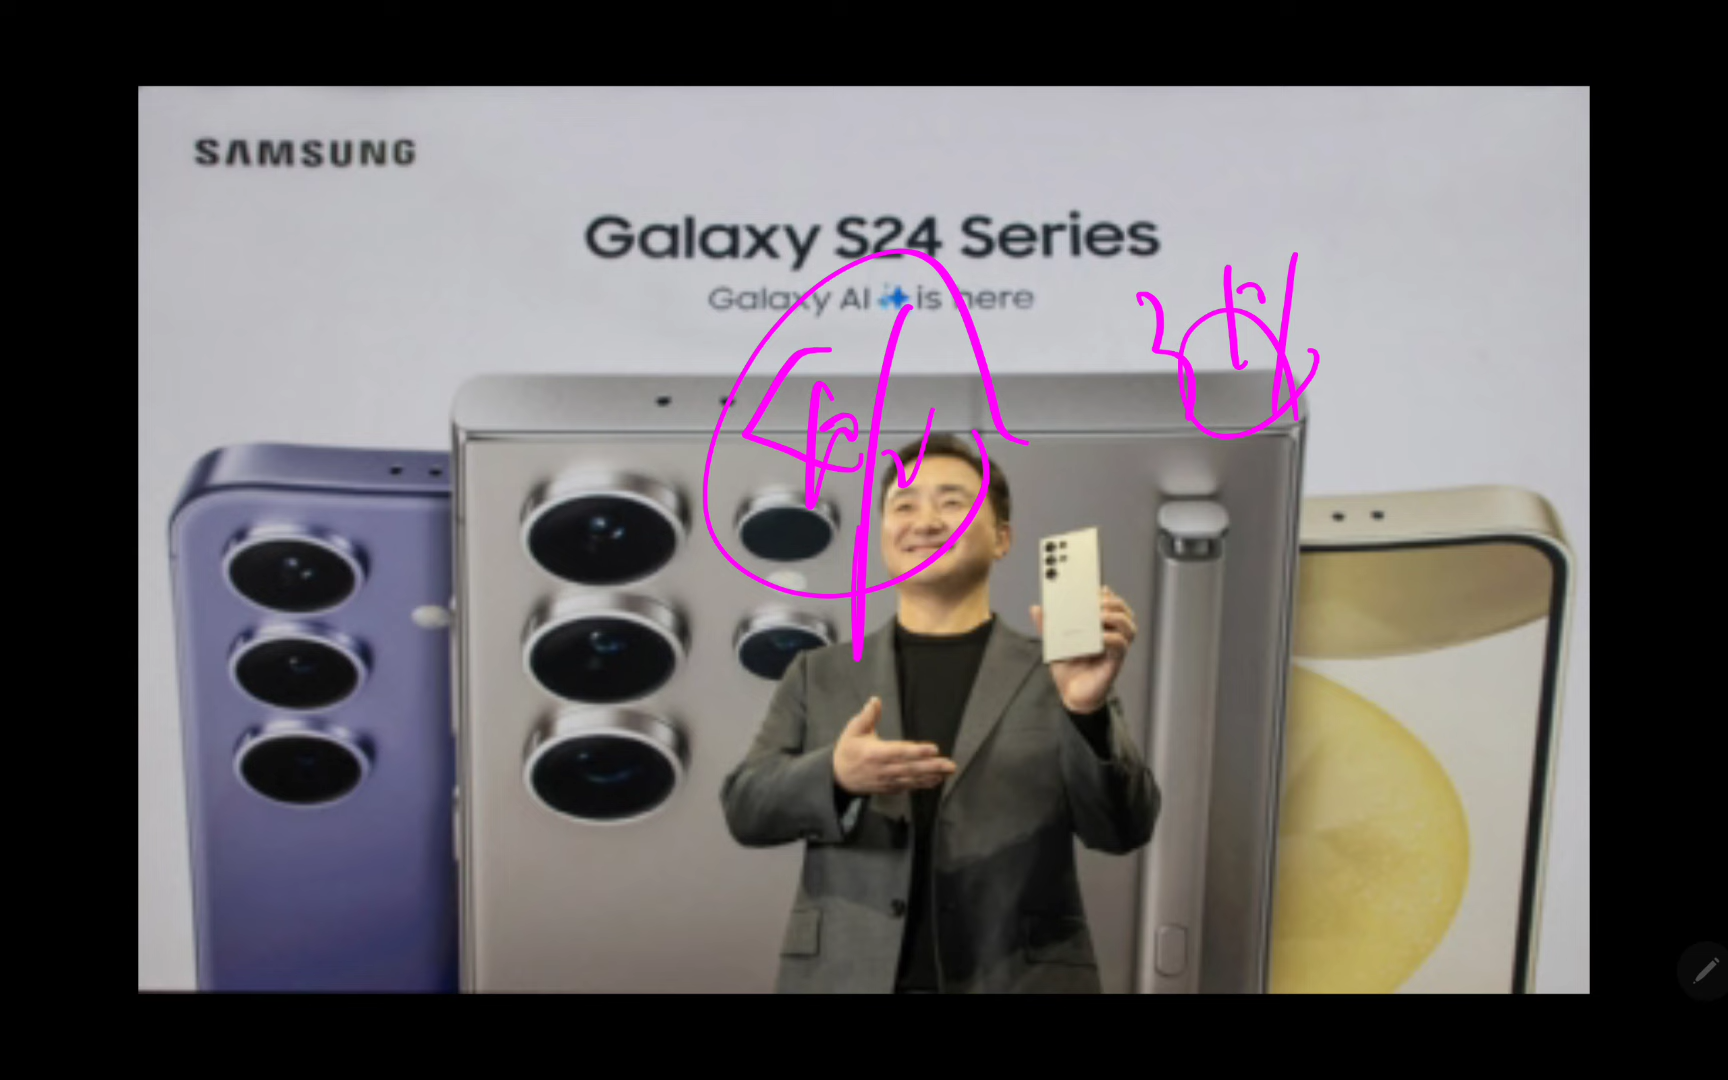 SAMSUNG
Galaxy S24 Series
Galaxy AI is here